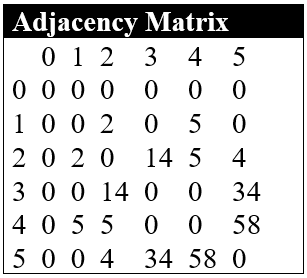 Adjacency Matrix
0 1 2 3 4 5
0 0 0 0 0 0 0
1 0 0 2 0 5 0
2 0 2 0 14 5 4
3 0 0 14 0 0 34
4 0 5 5 0 0 58
5 0 0 4 34 58 0